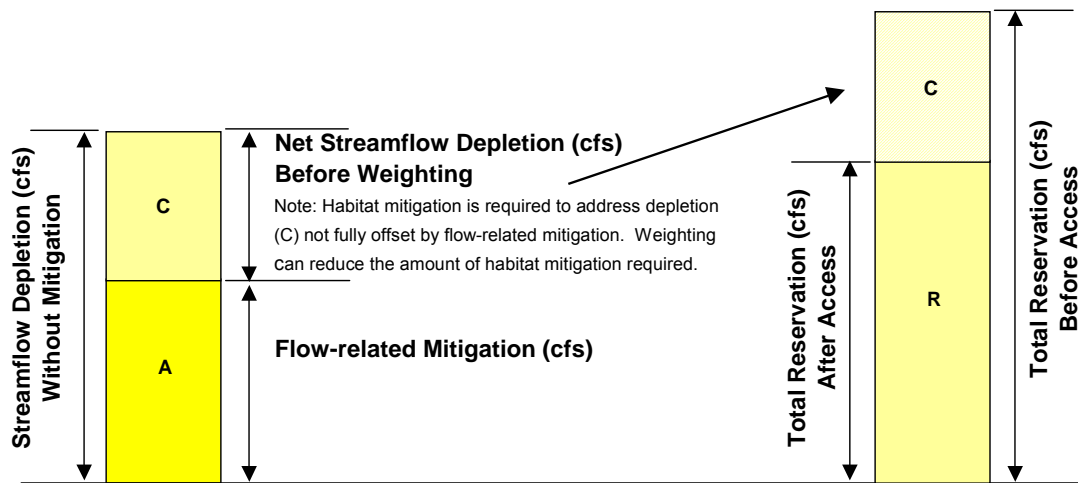 Streamflow Depletion (cfs)
Without Mitigation
C
A
Net Streamflow Depletion (cfs)
Before Weighting
Note: Habitat mitigation is required to address depletion
(C) not fully offset by flow-related mitigation. Weighting
can reduce the amount of habitat mitigation required.
Flow-related Mitigation (cfs)
Total Reservation (cfs)
After Access
C
R
Total Reservation (cfs)
Before Access